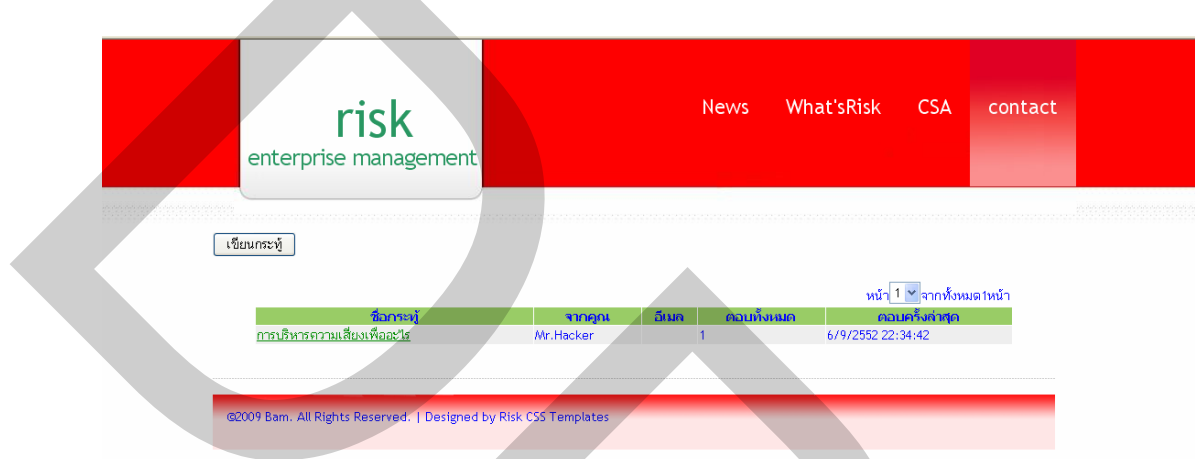 News What'sRisk CSA contact
risk
enterprise management
เขียนกระทู้
หน้า 1 จากทั้งหมด1หน้า
ชื่อกระทู้ จากคุณ อีเมล ตอบทั้งหมด ตอบครั้งล่าสุด
การบริหารความเสี่ยงเพื่ออะไร Mr.Hacker 1 6/9/2552 22:34:42
©2009 Bam. All Rights Reserved. | Designed by Risk CSS Templates